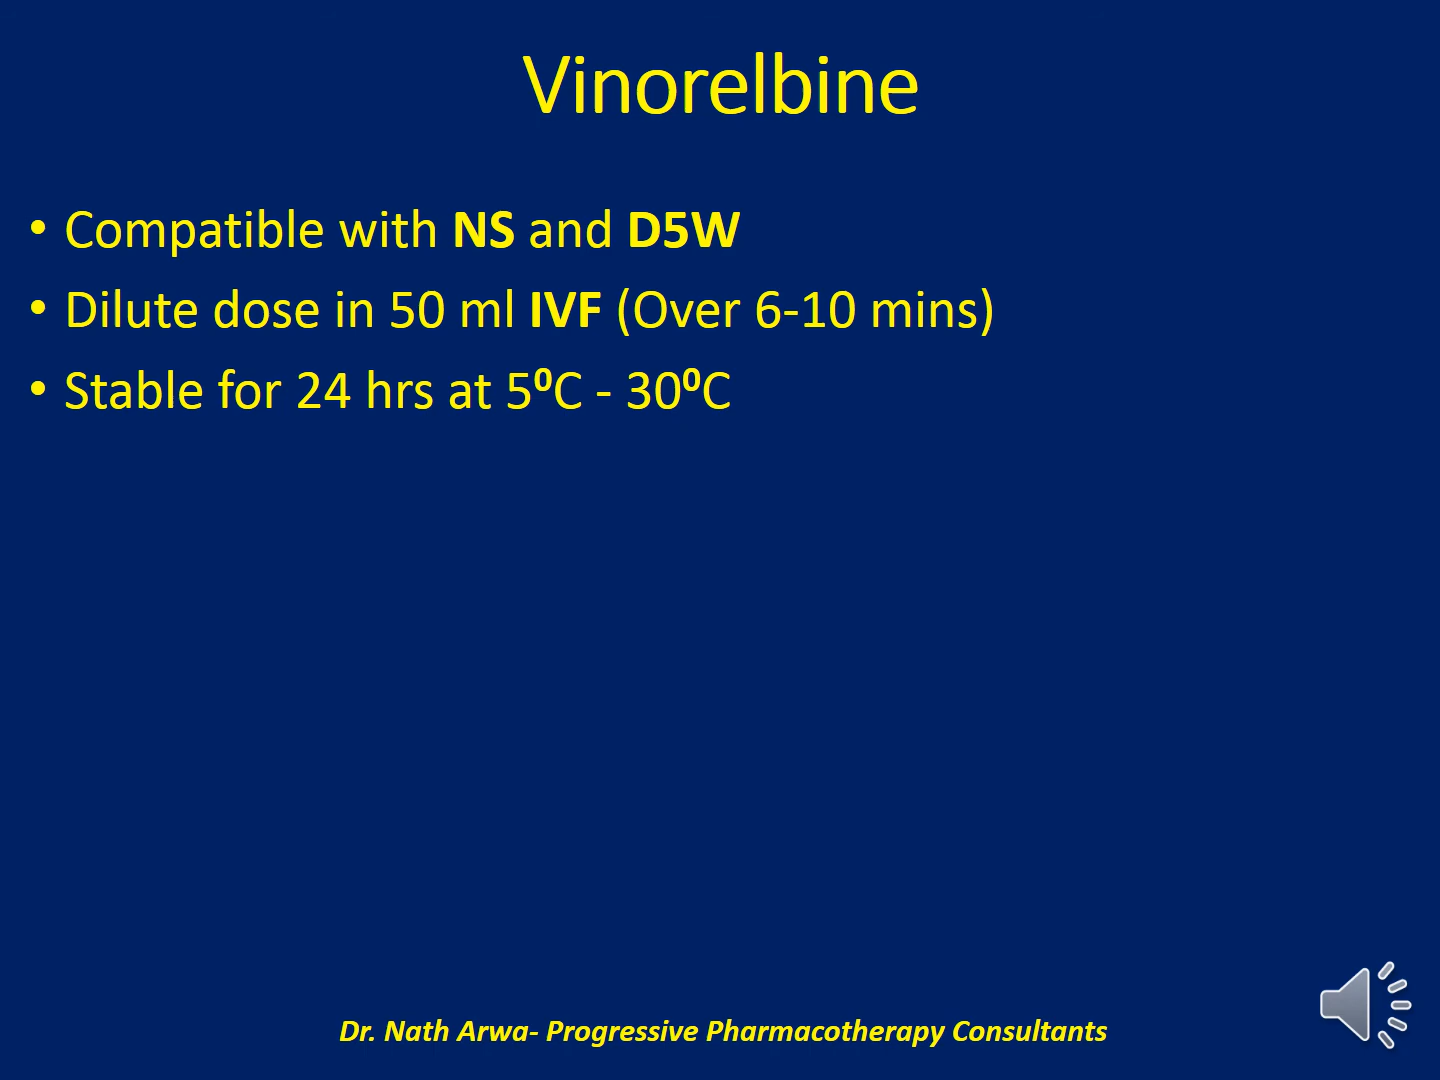 Vinorelbine
• Compatible with NS and D5W
• Dilute dose in 50 ml IVF (Over 6-10 mins)
• Stable for 24 hrs at 5⁰C - 30⁰C
Dr. Nath Arwa- Progressive Pharmacotherapy Consultants